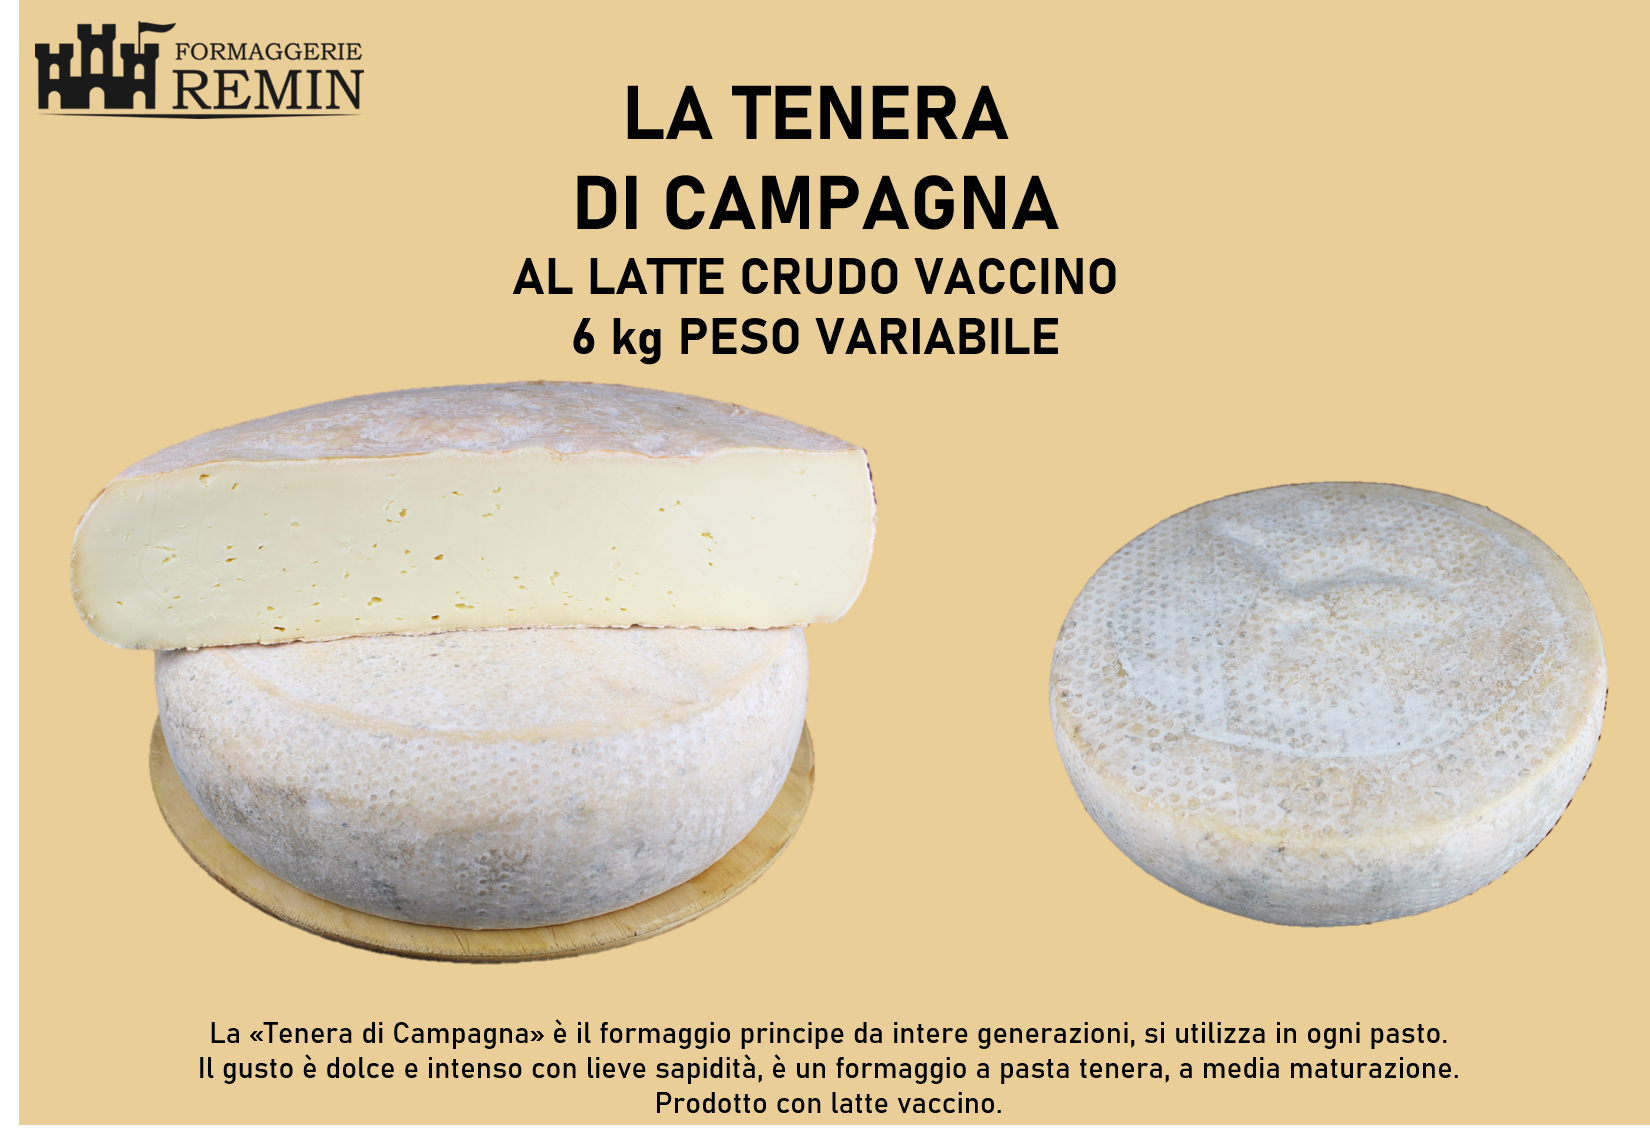 FORMAGGERIE
REMIN
LA TENERA
DI CAMPAGNA
AL LATTE CRUDO VACCINO
6 kg PESO VARIABILE
La «Tenera di Campagna» è il formaggio principe da intere generazioni, si utilizza in ogni pasto.
Il gusto è dolce e intenso con lieve sapidità, è un formaggio a pasta tenera, a media maturazione.
Prodotto con latte vaccino.